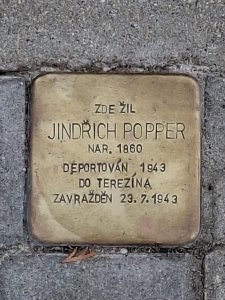 ZDE ŽIL
JINDŘICH POPPER
NAR. 1860
DEPORTOVÁN 1943
DO TEREZÍNA
ZAVRAŽDĚN 23.7.1943